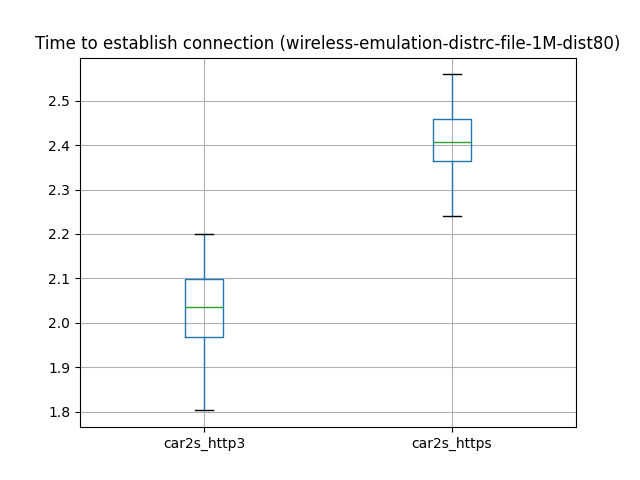 Time to establish connection (wireless-emulation-distrc-file-1M-dist80)
2.5
2.4
2.3
2.2
2.1
2.0
1.9
1.8
car2s_http3
car2s_https